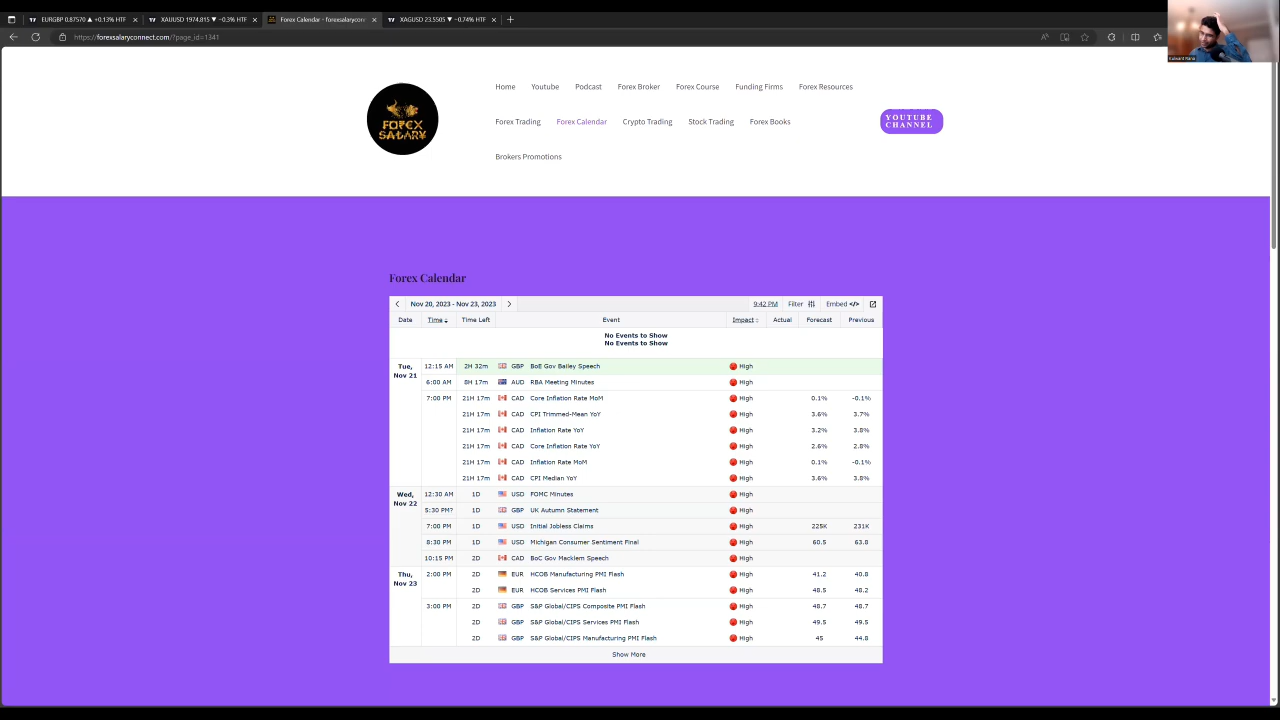 EURGBP 0.87570 ▲ +0.13% HTF
XAUUSD 1974.815 ▼ −0.3% HTF
Forex Calendar - forexsalaryconn
XAGUSD 23.5505 ▼ −0.74% HTF
https://forexsalaryconnect.com/?page_id=1341
FOREX
SALARY
Home Youtube Podcast Forex Broker Forex Course Funding Firms Forex Resources
Forex Trading Forex Calendar Crypto Trading Stock Trading Forex Books
Brokers Promotions
YOUTUBE
CHANNEL
Forex Calendar
Nov 20, 2023 - Nov 23, 2023 9:42 PM Filter Embed </>
Date Time Time Left Event Impact Actual Forecast Previous
No Events to Show
No Events to Show
Tue, Nov 21 12:15 AM 2H 32m GBP BoE Gov Bailey Speech High
6:00 AM 8H 17m AUD RBA Meeting Minutes High
7:00 PM 21H 17m CAD Core Inflation Rate MoM High 0.1% -0.1%
21H 17m CAD CPI Trimmed-Mean YoY High 3.6% 3.7%
21H 17m CAD Inflation Rate YoY High 3.2% 3.8%
21H 17m CAD Core Inflation Rate YoY High 2.6% 2.8%
21H 17m CAD Inflation Rate MoM High 0.1% -0.1%
21H 17m CAD CPI Median YoY High 3.6% 3.8%
Wed, Nov 22 12:30 AM 1D USD FOMC Minutes High
5:30 PM? 1D GBP UK Autumn Statement High
7:00 PM 1D USD Initial Jobless Claims High 225K 231K
8:30 PM 1D USD Michigan Consumer Sentiment Final High 60.5 63.8
10:15 PM 2D CAD BoC Gov Macklem Speech High
Thu, Nov 23 2:00 PM 2D EUR HCOB Manufacturing PMI Flash High 41.2 40.8
2D EUR HCOB Services PMI Flash High 48.5 48.2
3:00 PM 2D GBP S&P Global/CIPS Composite PMI Flash High 48.7 48.7
2D GBP S&P Global/CIPS Services PMI Flash High 49.5 49.5
2D GBP S&P Global/CIPS Manufacturing PMI Flash High 45 44.8
Show More